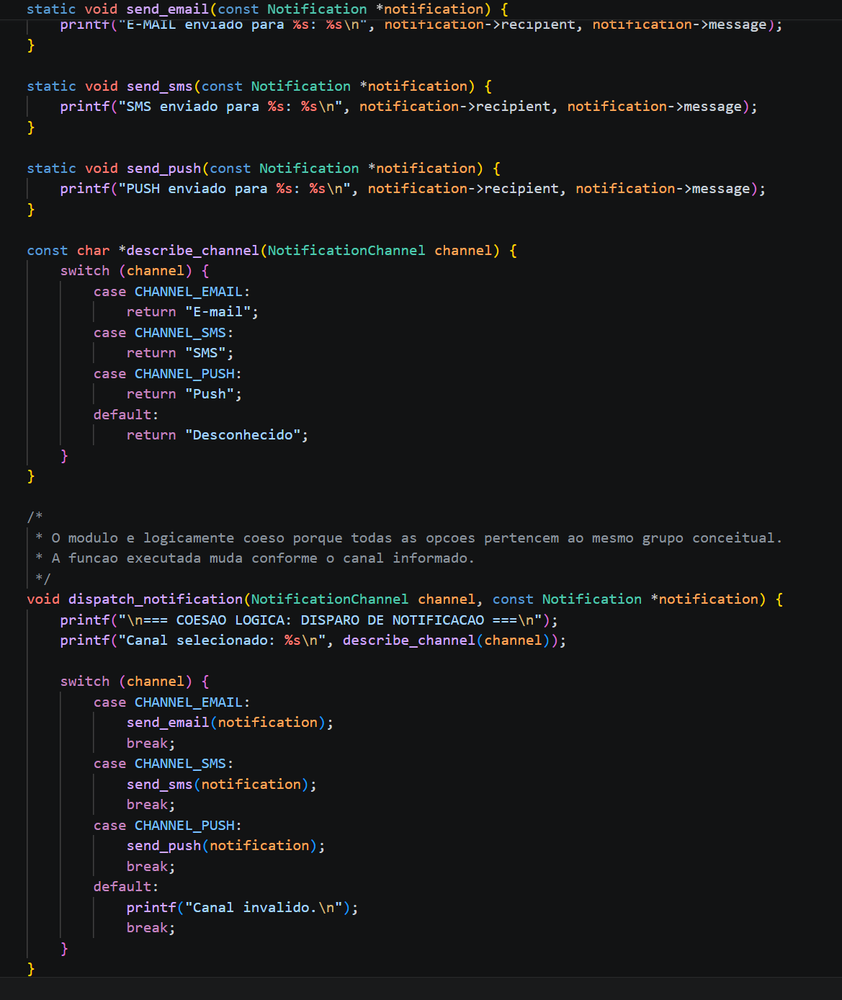 static void send_email(const Notification *notification) {
    printf("E-MAIL enviado para %s: %s\n", notification->recipient, notification->message);
}

static void send_sms(const Notification *notification) {
    printf("SMS enviado para %s: %s\n", notification->recipient, notification->message);
}

static void send_push(const Notification *notification) {
    printf("PUSH enviado para %s: %s\n", notification->recipient, notification->message);
}

const char *describe_channel(NotificationChannel channel) {
    switch (channel) {
        case CHANNEL_EMAIL:
            return "E-mail";
        case CHANNEL_SMS:
            return "SMS";
        case CHANNEL_PUSH:
            return "Push";
        default:
            return "Desconhecido";
    }
}

/*
 * O modulo e logicamente coeso porque todas as opcoes pertencem ao mesmo grupo conceitual.
 * A funcao executada muda conforme o canal informado.
 */
void dispatch_notification(NotificationChannel channel, const Notification *notification) {
    printf("\n=== COESAO LOGICA: DISPARO DE NOTIFICACAO ===\n");
    printf("Canal selecionado: %s\n", describe_channel(channel));

    switch (channel) {
        case CHANNEL_EMAIL:
            send_email(notification);
            break;
        case CHANNEL_SMS:
            send_sms(notification);
            break;
        case CHANNEL_PUSH:
            send_push(notification);
            break;
        default:
            printf("Canal invalido.\n");
            break;
    }
}